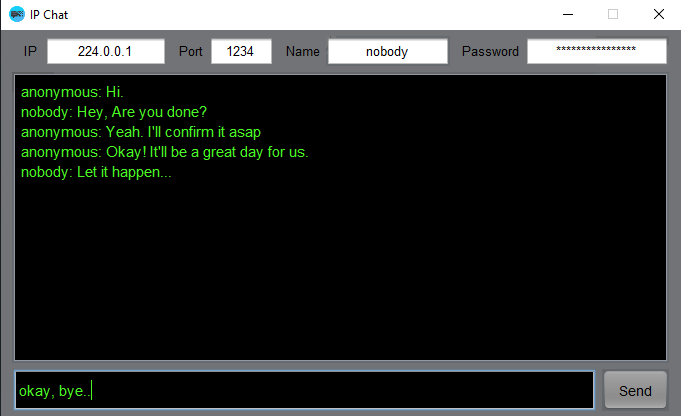 IP Chat
IP 224.0.0.1 Port 1234 Name nobody Password ****************
anonymous: Hi.
nobody: Hey, Are you done?
anonymous: Yeah. I'll confirm it asap
anonymous: Okay! It'll be a great day for us.
nobody: Let it happen...
okay, bye..
Send